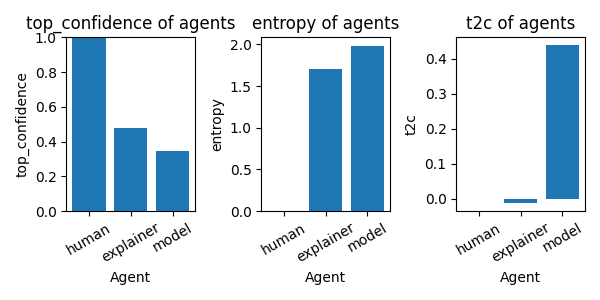 top_confidence of agents
top_confidence
1.0
0.8
0.6
0.4
0.2
0.0
human
explainer
model
Agent
entropy of agents
entropy
2.0
1.5
1.0
0.5
0.0
human
explainer
model
Agent
t2c of agents
t2c
0.4
0.3
0.2
0.1
0.0
human
explainer
model
Agent